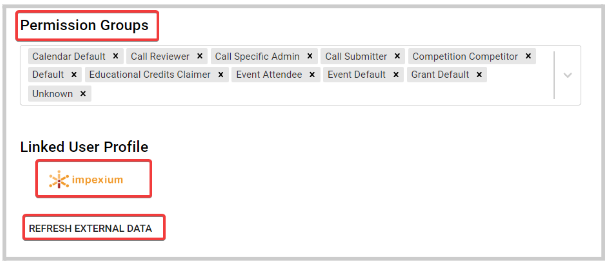 Permission Groups
Calendar Default × Call Reviewer × Call Specific Admin × Call Submitter × Competition Competitor ×
Default × Educational Credits Claimer × Event Attendee × Event Default × Grant Default ×
Unknown ×
Linked User Profile
impexium
REFRESH EXTERNAL DATA